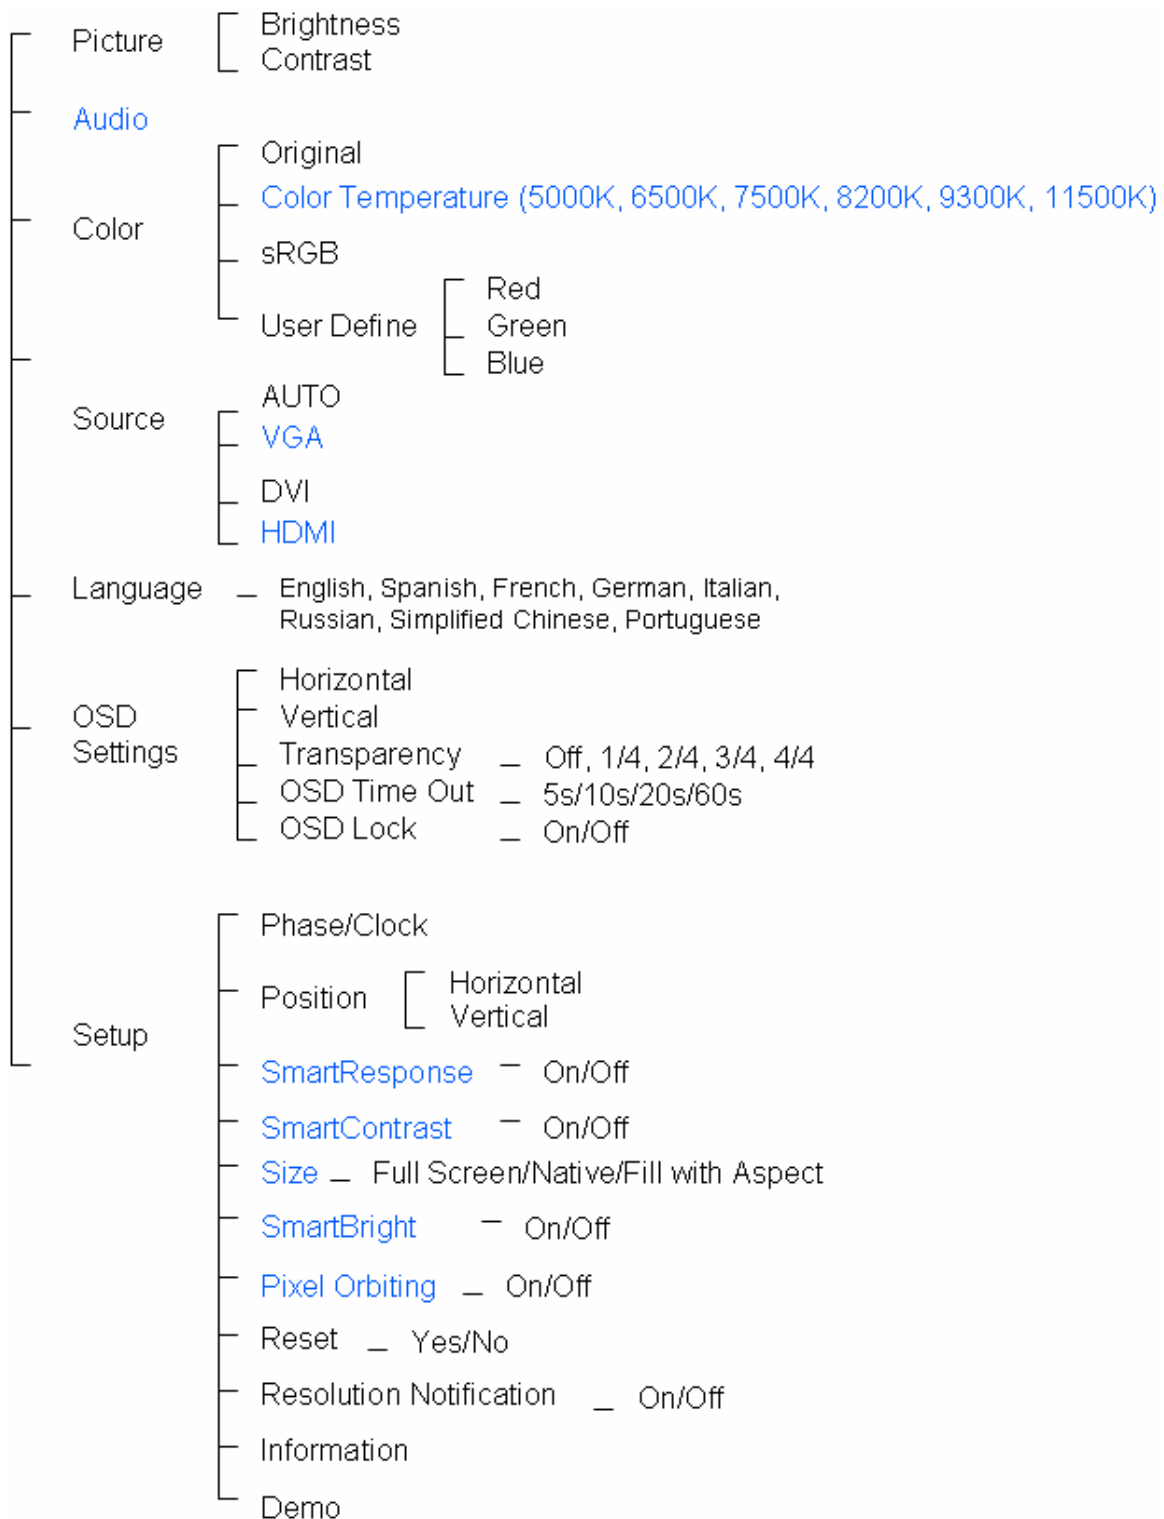 Picture
Brightness
Contrast
Audio
Color
Original
Color Temperature (5000K, 6500K, 7500K, 8200K, 9300K, 11500K)
sRGB
User Define
Red
Green
Blue
Source
AUTO
VGA
DVI
HDMI
Language
English, Spanish, French, German, Italian,
Russian, Simplified Chinese, Portuguese
OSD
Settings
Horizontal
Vertical
Transparency
Off, 1/4, 2/4, 3/4, 4/4
OSD Time Out
5s/10s/20s/60s
OSD Lock
On/Off
Setup
Phase/Clock
Position
Horizontal
Vertical
SmartResponse
On/Off
SmartContrast
On/Off
Size
Full Screen/Native/Fill with Aspect
SmartBright
On/Off
Pixel Orbiting
On/Off
Reset
Yes/No
Resolution Notification
On/Off
Information
Demo